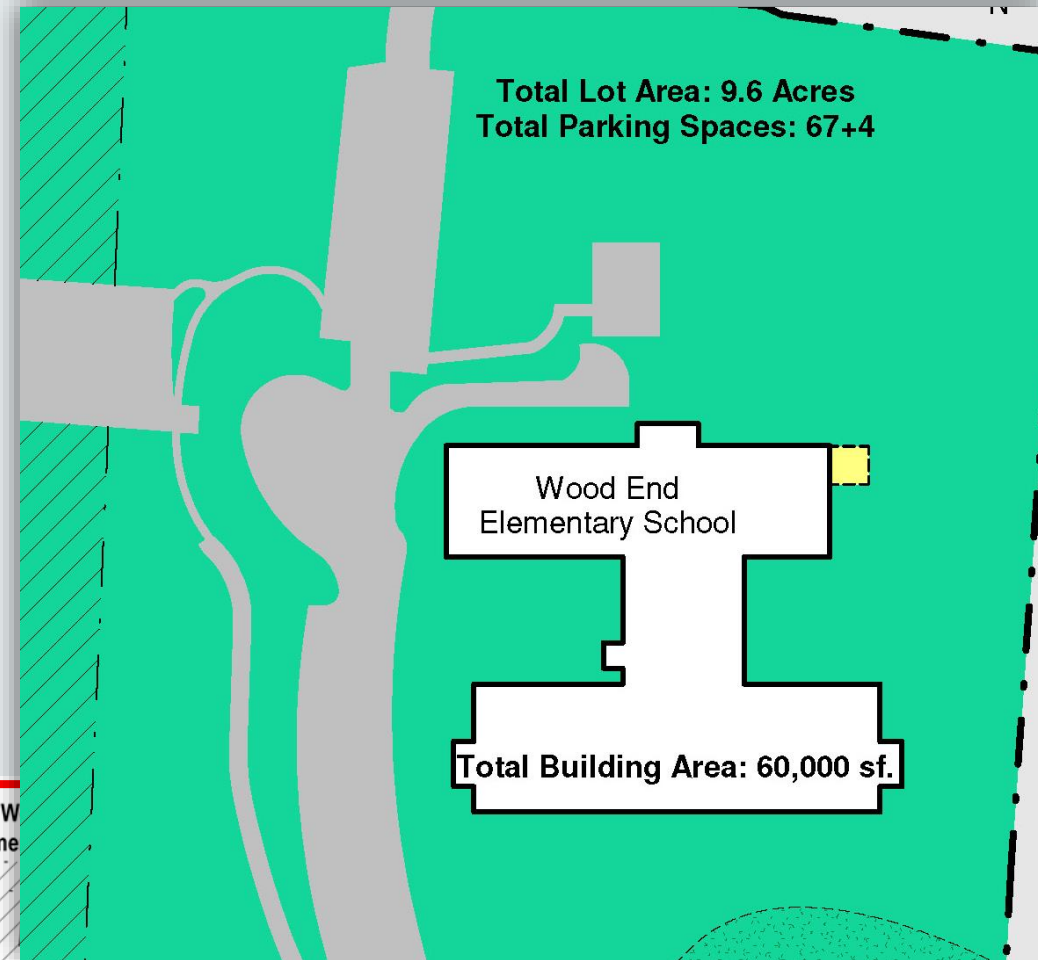 N
Total Lot Area: 9.6 Acres
Total Parking Spaces: 67+4
Wood End
Elementary School
Total Building Area: 60,000 sf.
W